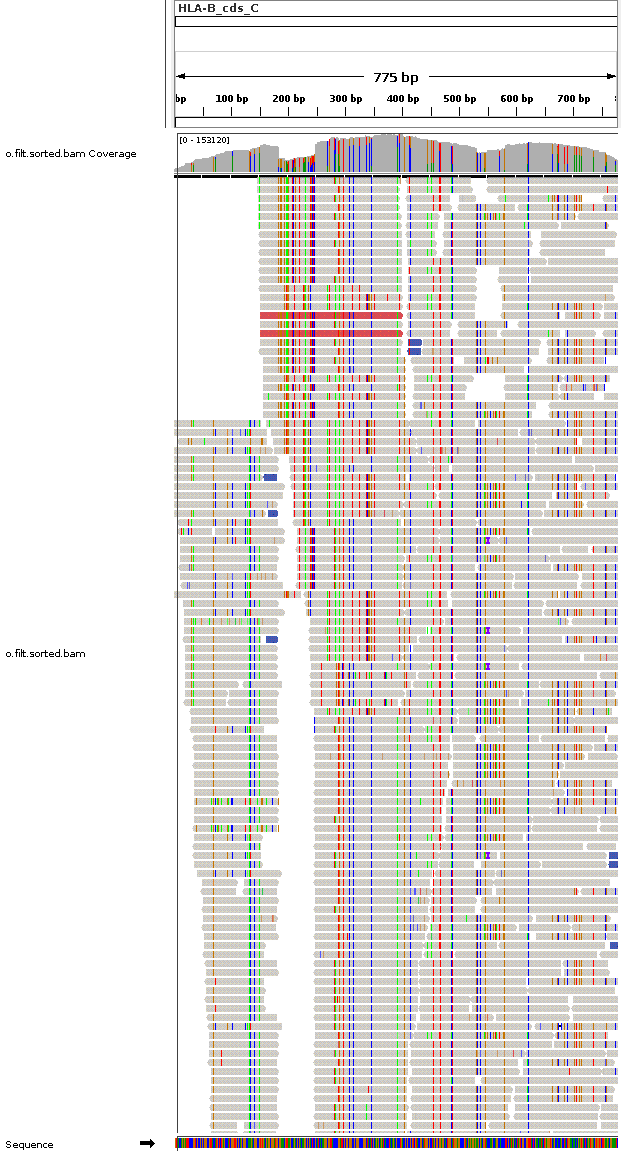 HLA-B_cds_C
775 bp
bp 100 bp 200 bp 300 bp 400 bp 500 bp 600 bp 700 bp
[0 - 153120]
o.filt.sorted.bam Coverage
o.filt.sorted.bam
Sequence